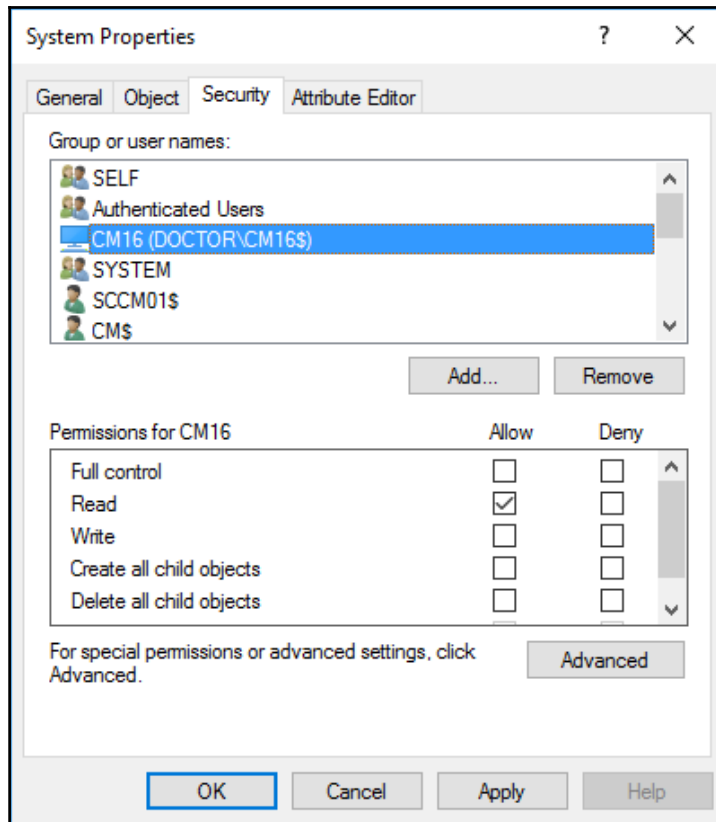 System Properties
?
General Object Security Attribute Editor
Group or user names:
SELF
Authenticated Users
CM16 (DOCTOR\CM16$)
SYSTEM
SCCM01$
CM$
Add... Remove
Permissions for CM16 Allow Deny
Full control
Read
Write
Create all child objects
Delete all child objects
For special permissions or advanced settings, click
Advanced.
Advanced
OK Cancel Apply Help